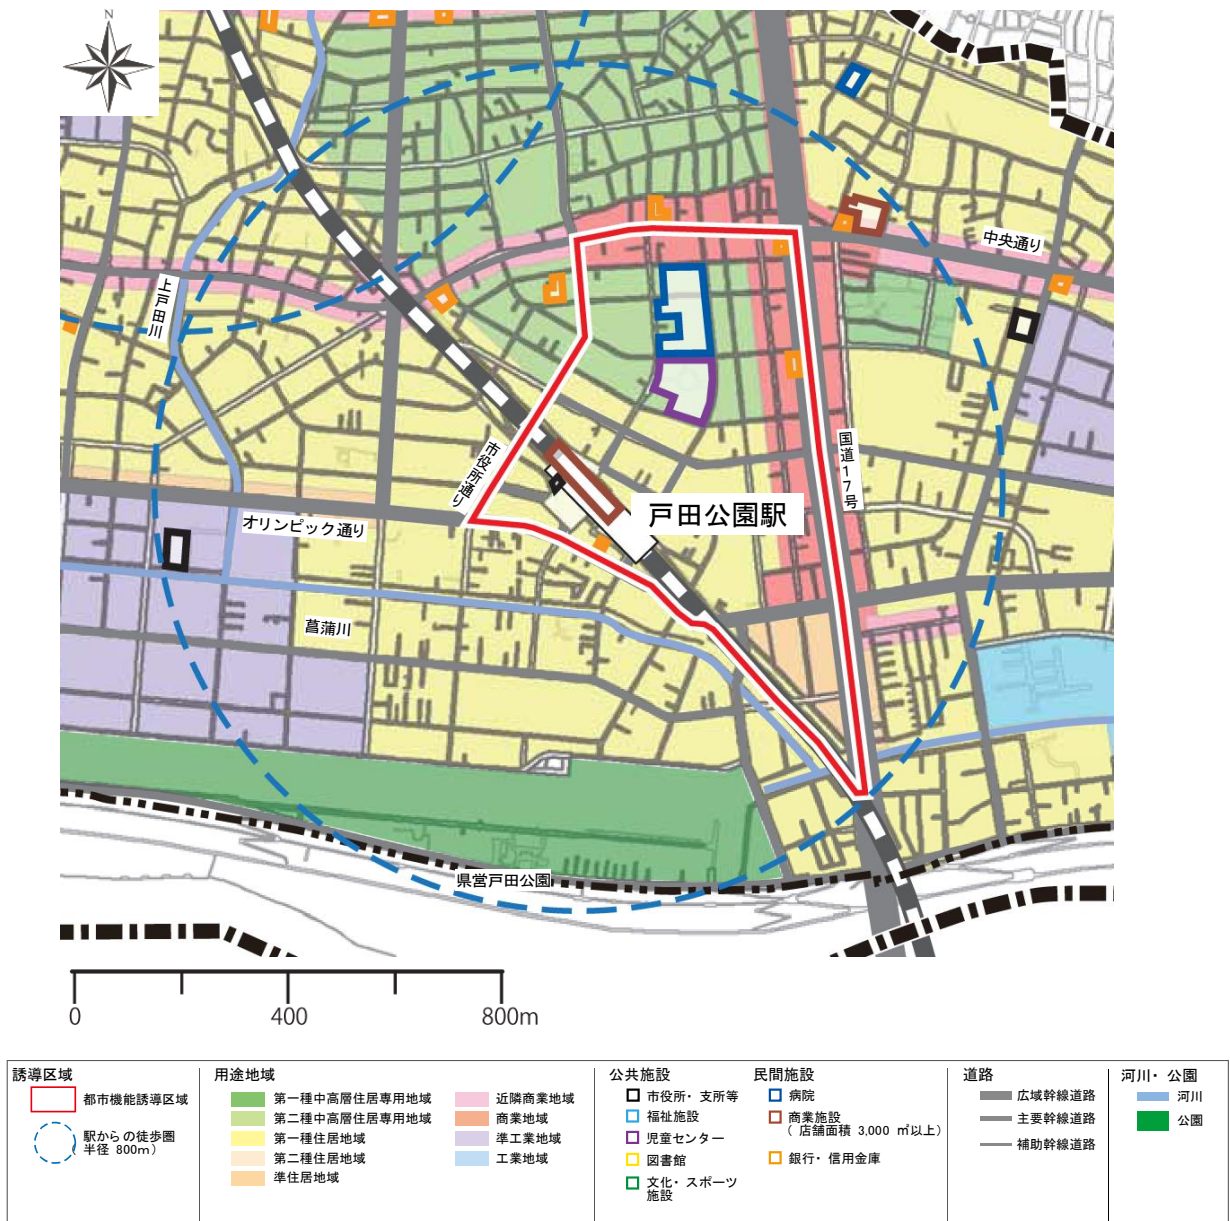 N
中央通り
上戸田川
市役所通り
国道17号
戸田公園駅
オリンピック通り
菖蒲川
県営戸田公園
0 400 800m
誘導区域
都市機能誘導区域
駅からの徒歩圏
半径 800m）
用途地域
第一種中高層住居専用地域
第二種中高層住居専用地域
第一種住居地域
第二種住居地域
準住居地域
近隣商業地域
商業地域
準工業地域
工業地域
公共施設
市役所・支所等
福祉施設
児童センター
図書館
文化・スポーツ
施設
民間施設
病院
商業施設
（ 店舗面積 3,000 ㎡以上）
銀行・信用金庫
道路
広域幹線道路
主要幹線道路
補助幹線道路
河川・公園
河川
公園